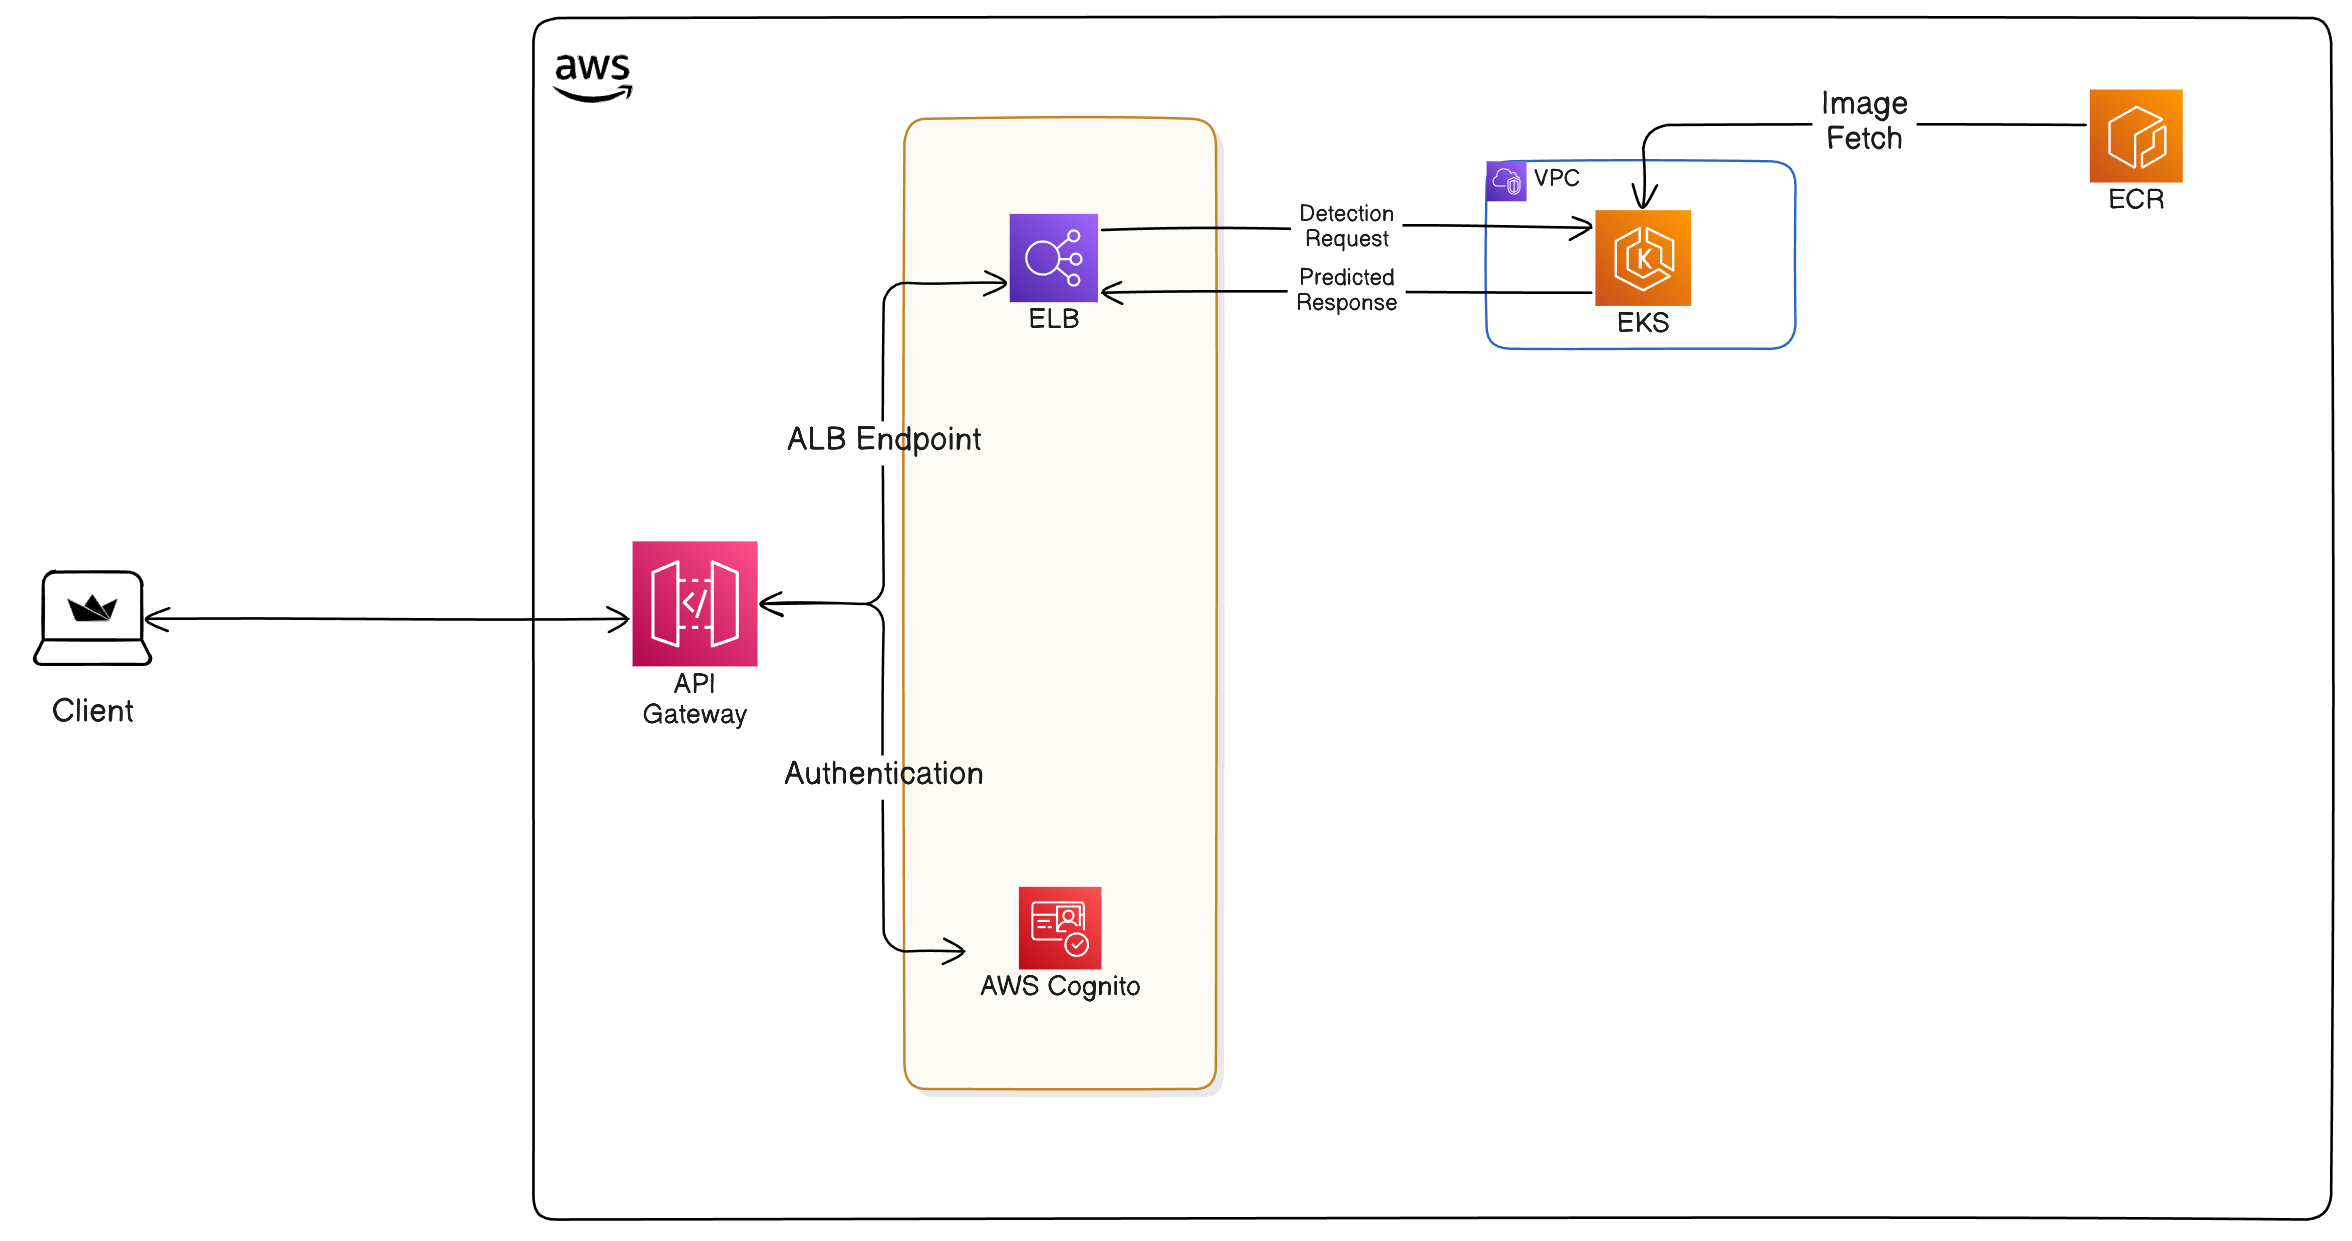 aws
Image
Fetch
ECR
VPC
Detection
Request
Predicted
Response
ELB
K
EKS
ALB Endpoint
</>
API
Gateway
Client
Authentication
AWS Cognito